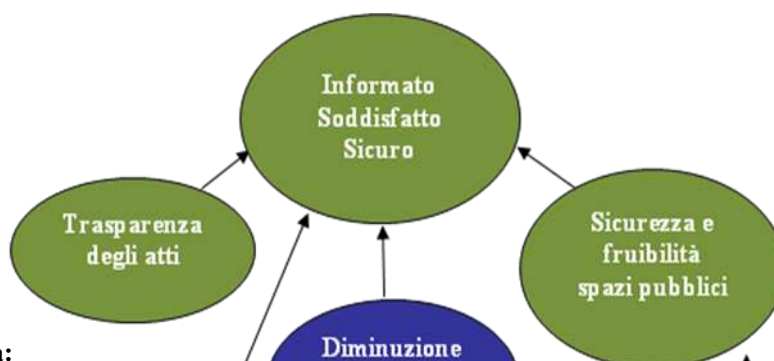 Informato
Soddisfatto
Sicuro
Trasparenza
degli atti
Sicurezza e
fruibilità
spazi pubblici
Diminuzione